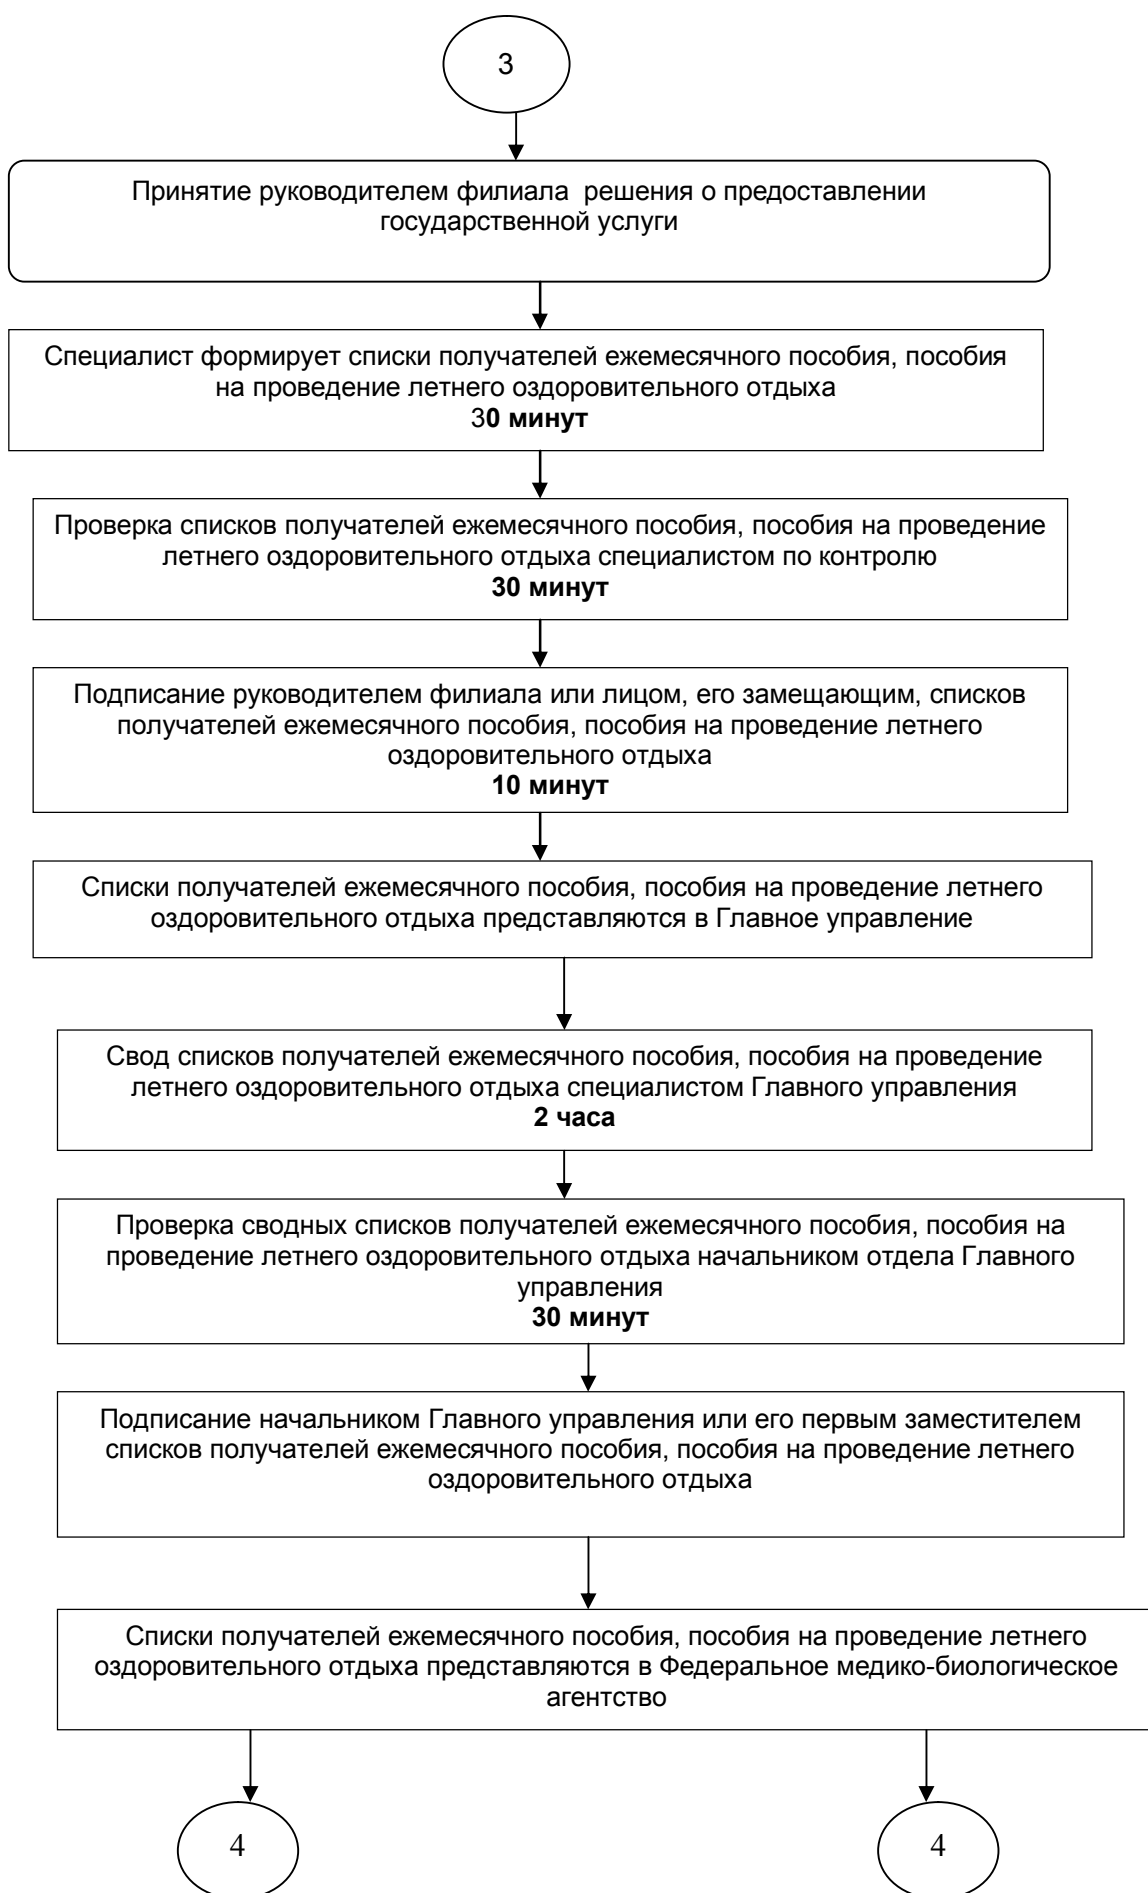 3
Принятие руководителем филиала  решения о предоставлении
государственной услуги
Специалист формирует списки получателей ежемесячного пособия, пособия
на проведение летнего оздоровительного отдыха
30 минут
Проверка списков получателей ежемесячного пособия, пособия на проведение
летнего оздоровительного отдыха специалистом по контролю
30 минут
Подписание руководителем филиала или лицом, его замещающим, списков
получателей ежемесячного пособия, пособия на проведение летнего
оздоровительного отдыха
10 минут
Списки получателей ежемесячного пособия, пособия на проведение летнего
оздоровительного отдыха представляются в Главное управление
Свод списков получателей ежемесячного пособия, пособия на проведение
летнего оздоровительного отдыха специалистом Главного управления
2 часа
Проверка сводных списков получателей ежемесячного пособия, пособия на
проведение летнего оздоровительного отдыха начальником отдела Главного
управления
30 минут
Подписание начальником Главного управления или его первым заместителем
списков получателей ежемесячного пособия, пособия на проведение летнего
оздоровительного отдыха
Списки получателей ежемесячного пособия, пособия на проведение летнего
оздоровительного отдыха представляются в Федеральное медико-биологическое
агентство
4
4